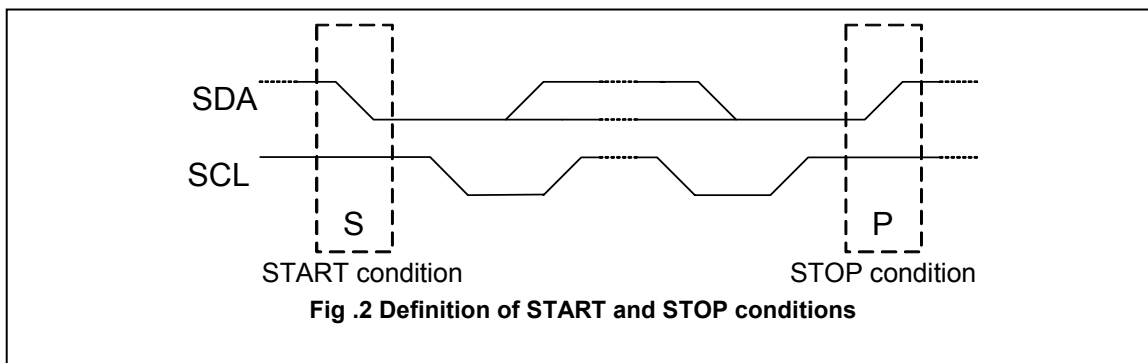 SDA
SCL
S
P
START condition
STOP condition
Fig .2 Definition of START and STOP conditions